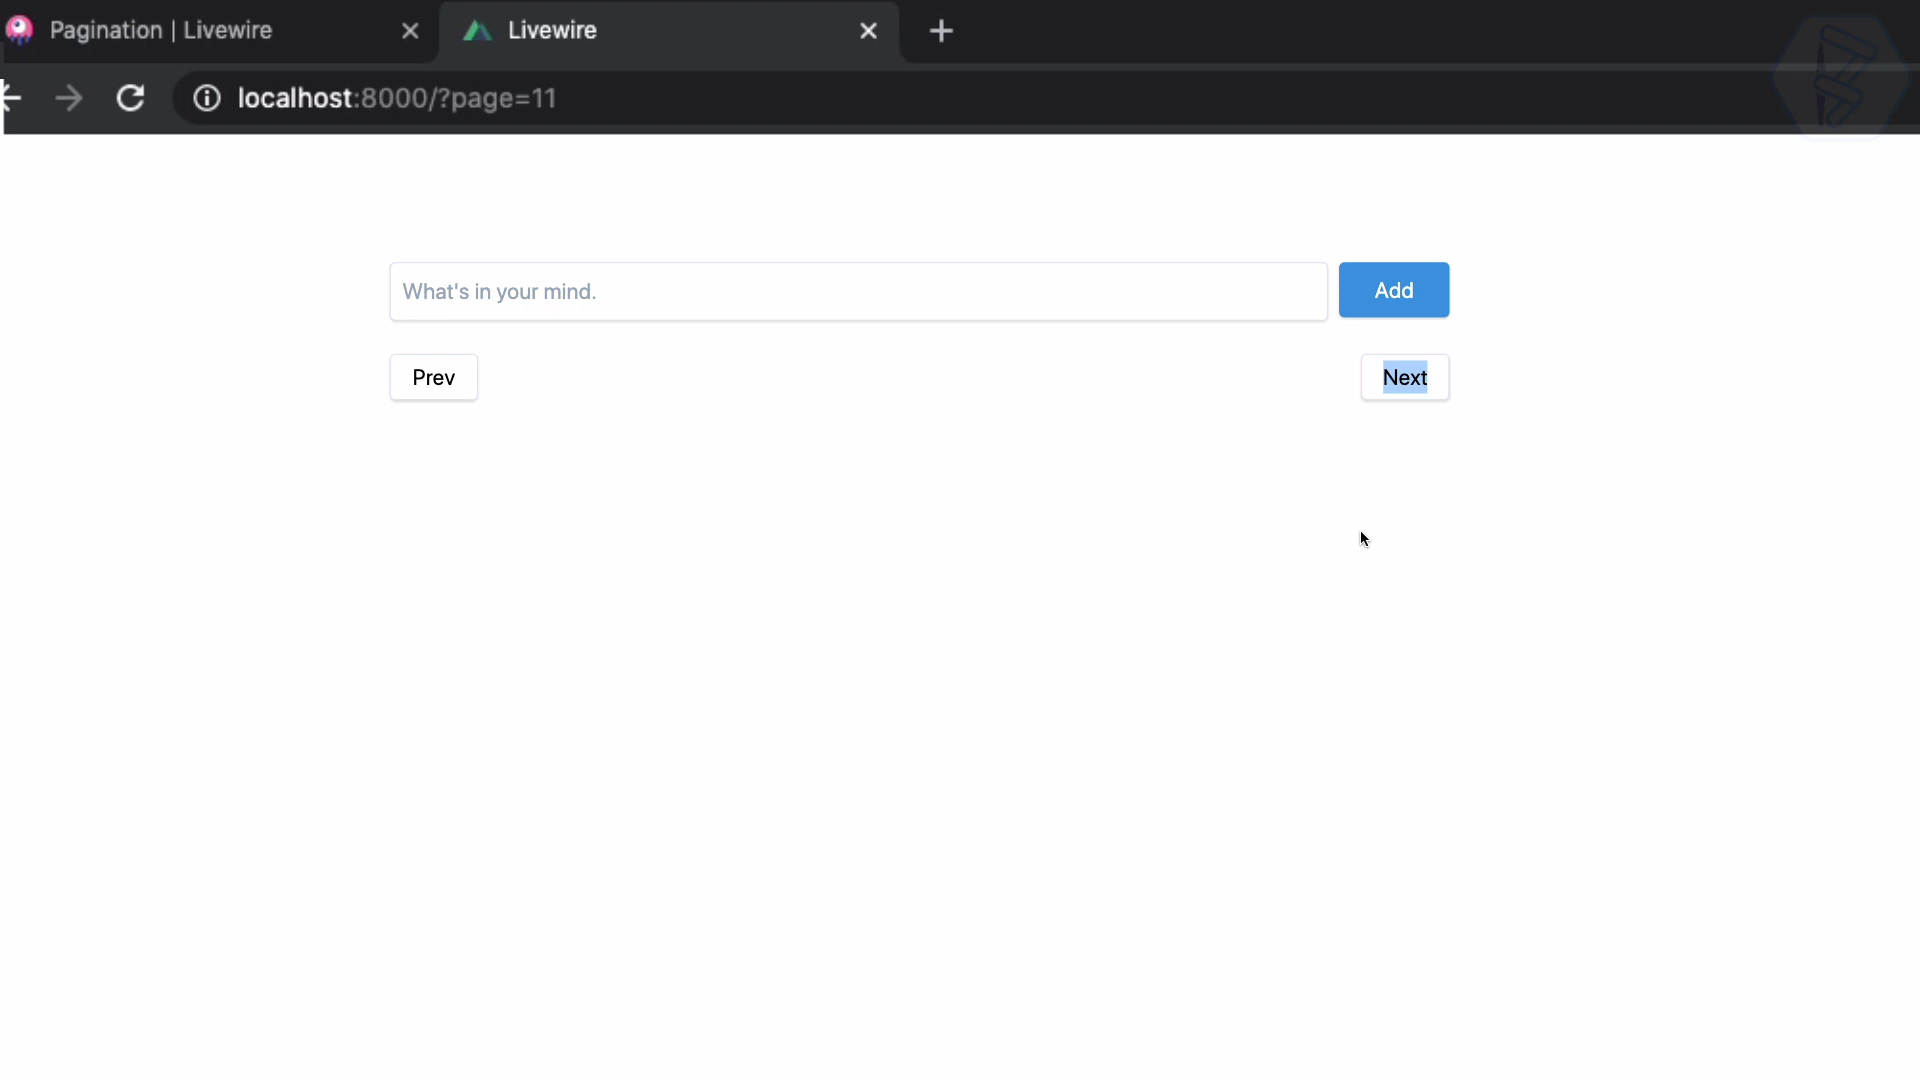 Pagination | Livewire
Livewire
localhost:8000/?page=11
What's in your mind.
Add
Prev
Next